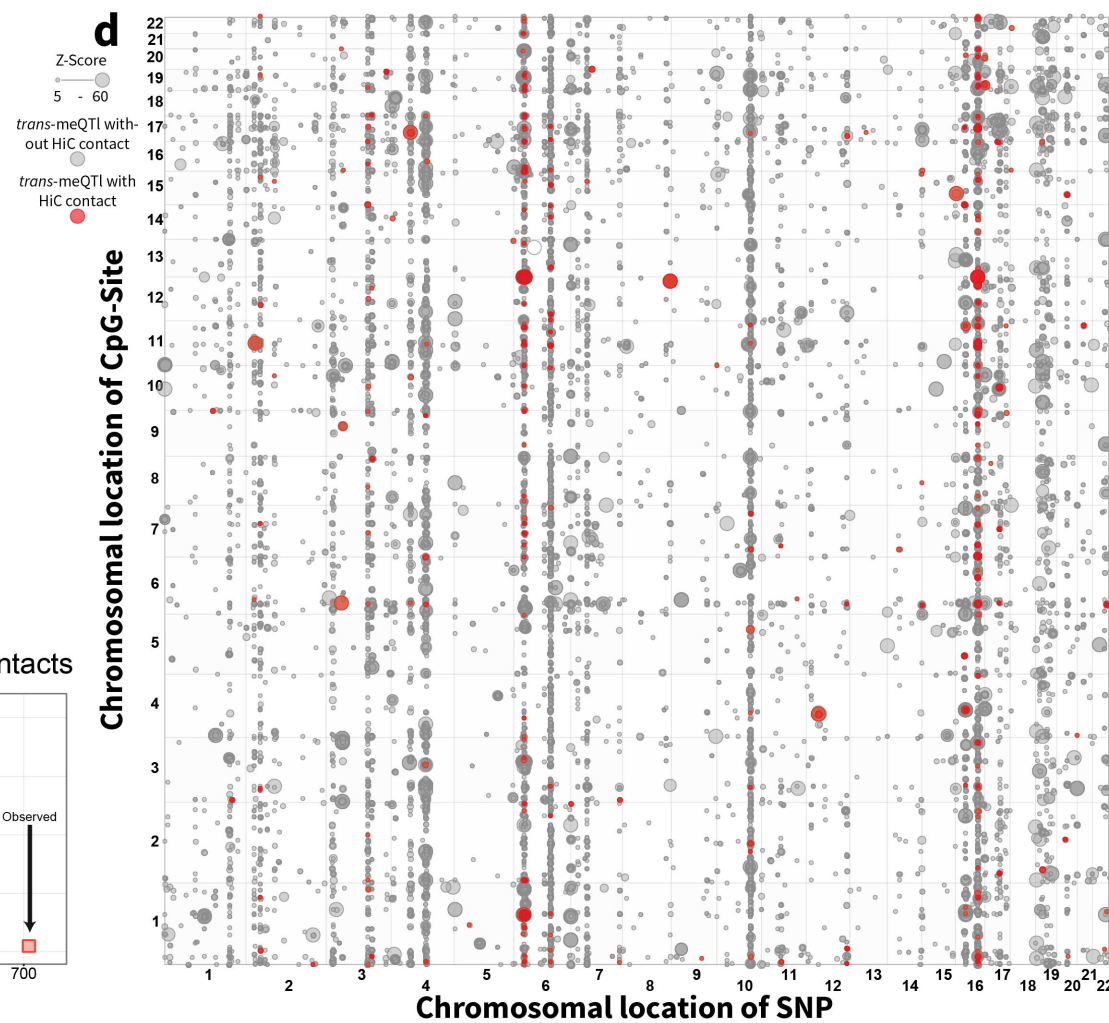 d
Z-Score
5 - 60
trans-meQTl with-
out HiC contact
trans-meQTl with
HiC contact
22
21
20
19
18
17
16
15
14
13
12
11
10
9
8
7
6
5
4
3
2
1
Chromosomal location of CpG-Site
ntacts
Observed
700
1 2 3 4 5 6 7 8 9 10 11 12 13 14 15 16 17 18 19 20 21 22
Chromosomal location of SNP